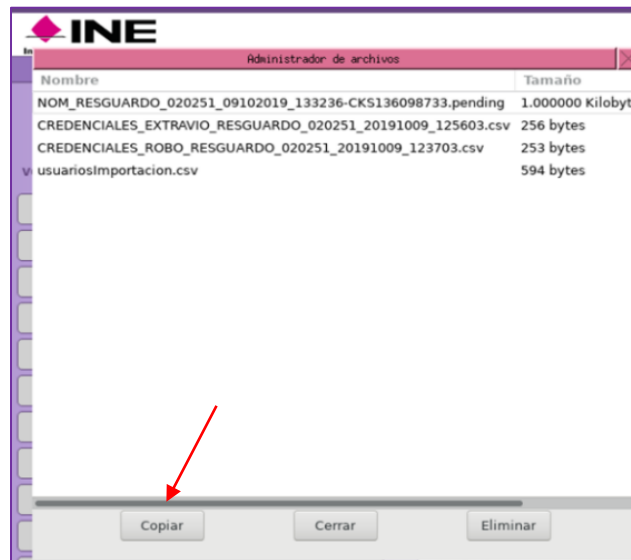 INE
In
Administrador de archivos
Nombre Tamaño
NOM_RESGUARDO_020251_09102019_133236-CKS136098733.pending 1.000000 Kilobyt
CREDENCIALES_EXTRAVIO_RESGUARDO_020251_20191009_125603.csv 256 bytes
CREDENCIALES_ROBO_RESGUARDO_020251_20191009_123703.csv 253 bytes
usuariosImportacion.csv 594 bytes
Copiar Cerrar Eliminar